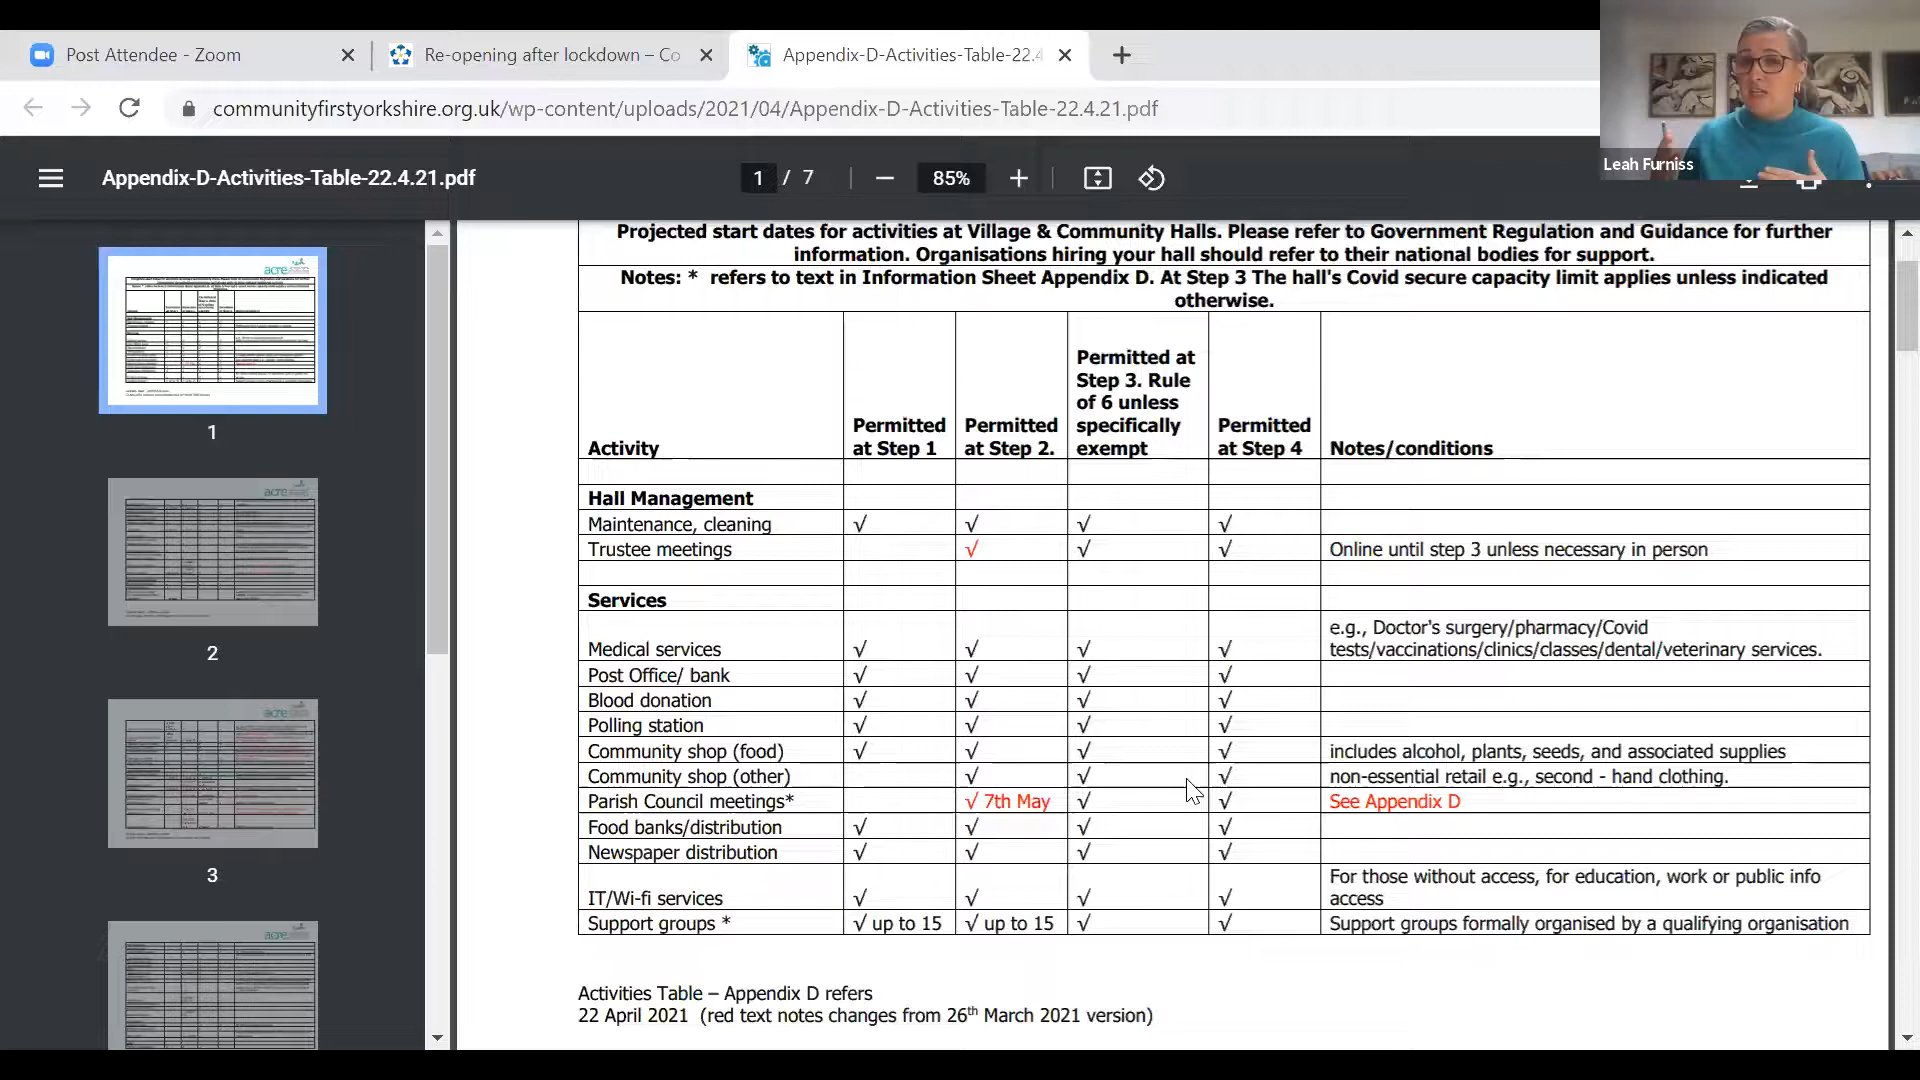 Post Attendee - Zoom
Re-opening after lockdown – Co
Appendix-D-Activities-Table-22.4
communityfirstyorkshire.org.uk/wp-content/uploads/2021/04/Appendix-D-Activities-Table-22.4.21.pdf
Leah Furniss
Appendix-D-Activities-Table-22.4.21.pdf
1 / 7
85%
Projected start dates for activities at Village & Community Halls. Please refer to Government Regulation and Guidance for further
information. Organisations hiring your hall should refer to their national bodies for support.
Notes: * refers to text in Information Sheet Appendix D. At Step 3 The hall's Covid secure capacity limit applies unless indicated
otherwise.
Activity
Permitted
at Step 1
Permitted
at Step 2.
Permitted at
Step 3. Rule
of 6 unless
specifically
exempt
Permitted
at Step 4
Notes/conditions
Hall Management
Maintenance, cleaning √ √ √ √
Trustee meetings √ √ √ Online until step 3 unless necessary in person
Services
e.g., Doctor's surgery/pharmacy/Covid
Medical services √ √ √ √ tests/vaccinations/clinics/classes/dental/veterinary services.
Post Office/ bank √ √ √ √
Blood donation √ √ √ √
Polling station √ √ √ √
Community shop (food) √ √ √ √ includes alcohol, plants, seeds, and associated supplies
Community shop (other) √ √ √ non-essential retail e.g., second - hand clothing.
Parish Council meetings* √ 7th May √ √ See Appendix D
Food banks/distribution √ √ √ √
Newspaper distribution √ √ √ √
For those without access, for education, work or public info
IT/Wi-fi services √ √ √ √ access
Support groups * √ up to 15 √ up to 15 √ √ Support groups formally organised by a qualifying organisation
Activities Table – Appendix D refers
22 April 2021 (red text notes changes from 26th March 2021 version)
acre
1
acre
2
acre
3
acre